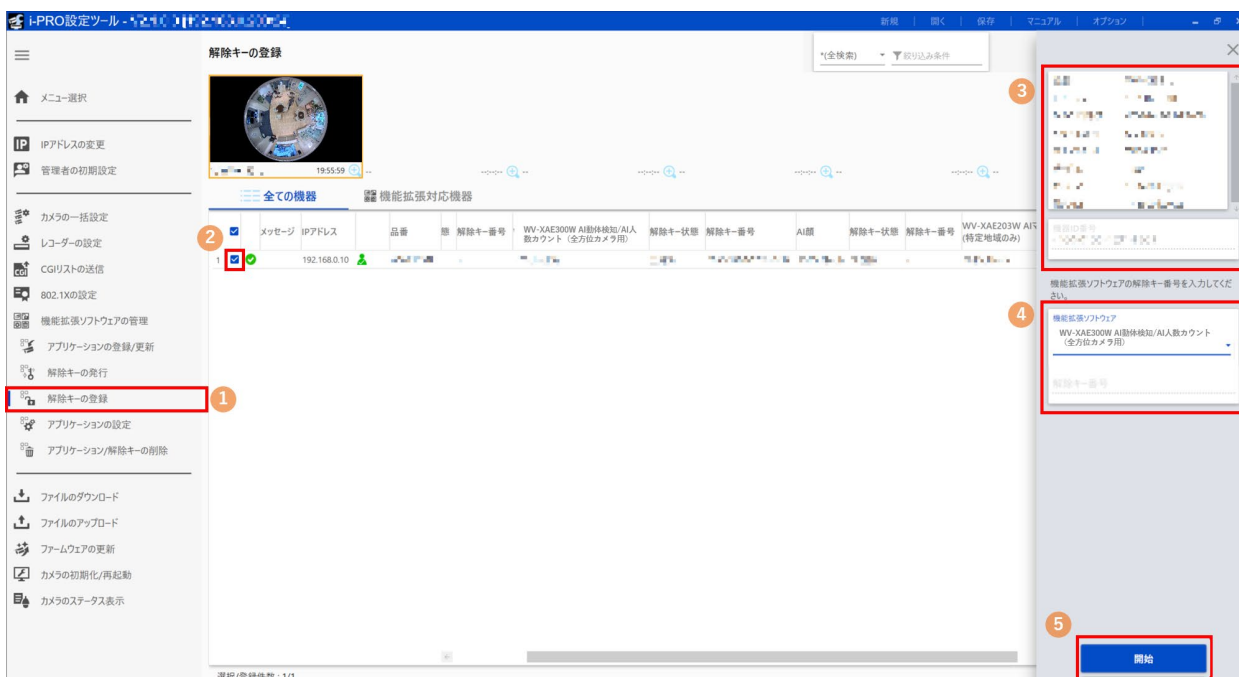 i-PRO設定ツール -
新規 | 開く | 保存 | マニュアル | オプション |
解除キーの登録
*(全検索)
絞り込み条件
メニュー選択
IP IPアドレスの変更
管理者の初期設定
カメラの一括設定
レコーダーの設定
CGI CGIリストの送信
802.1Xの設定
機能拡張ソフトウェアの管理
アプリケーションの登録/更新
解除キーの発行
解除キーの登録
アプリケーションの設定
アプリケーション/解除キーの削除
ファイルのダウンロード
ファイルのアップロード
ファームウェアの更新
カメラの初期化/再起動
カメラのステータス表示
1
19:55:59 -- --:--:-- -- --:--:-- -- --:--:-- -- --:--:--
全ての機器 機能拡張対応機器
2
メッセージ IPアドレス 品番 態 解除キー番号 WV-XAE300W AI動体検知/AI人
数カウント(全方位カメラ用) 解除キー状態 解除キー番号 AI顔 解除キー状態 解除キー番号 WV-XAE203W AIマ
(特定地域のみ)
1 192.168.0.10
選択/登録件数 : 1/1
3
機器ID番号
機能拡張ソフトウェアの解除キー番号を入力してくだ
さい。
4
機能拡張ソフトウェア
WV-XAE300W AI動体検知/AI人数カウント
(全方位カメラ用)
解除キー番号
5
開始